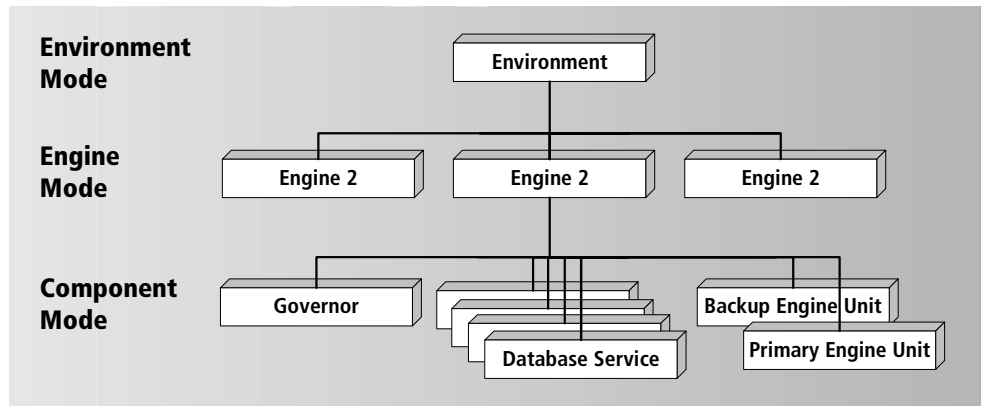 Environment
Mode
Environment
Engine
Mode
Engine 2
Engine 2
Engine 2
Component
Mode
Governor
Database Service
Backup Engine Unit
Primary Engine Unit